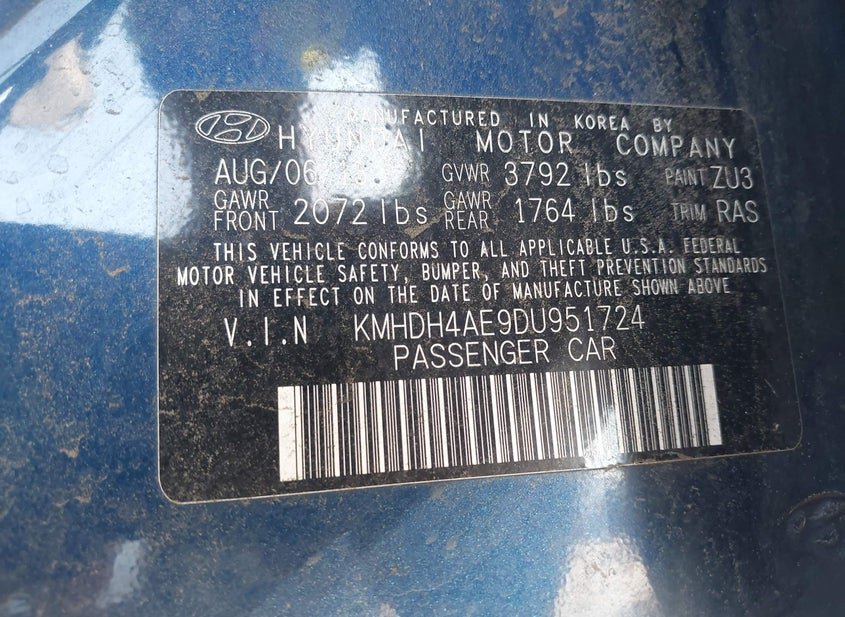 MANUFACTURED IN KOREA BY
HYUNDAI MOTOR COMPANY
AUG/06 GVWR 3792 lbs PAINT ZU3
GAWR FRONT 2072 lbs GAWR REAR 1764 lbs TRIM RAS
THIS VEHICLE CONFORMS TO ALL APPLICABLE U.S.A. FEDERAL
MOTOR VEHICLE SAFETY, BUMPER, AND THEFT PREVENTION STANDARDS
IN EFFECT ON THE DATE OF MANUFACTURE SHOWN ABOVE
V.I.N KMHDH4AE9DU951724
PASSENGER CAR